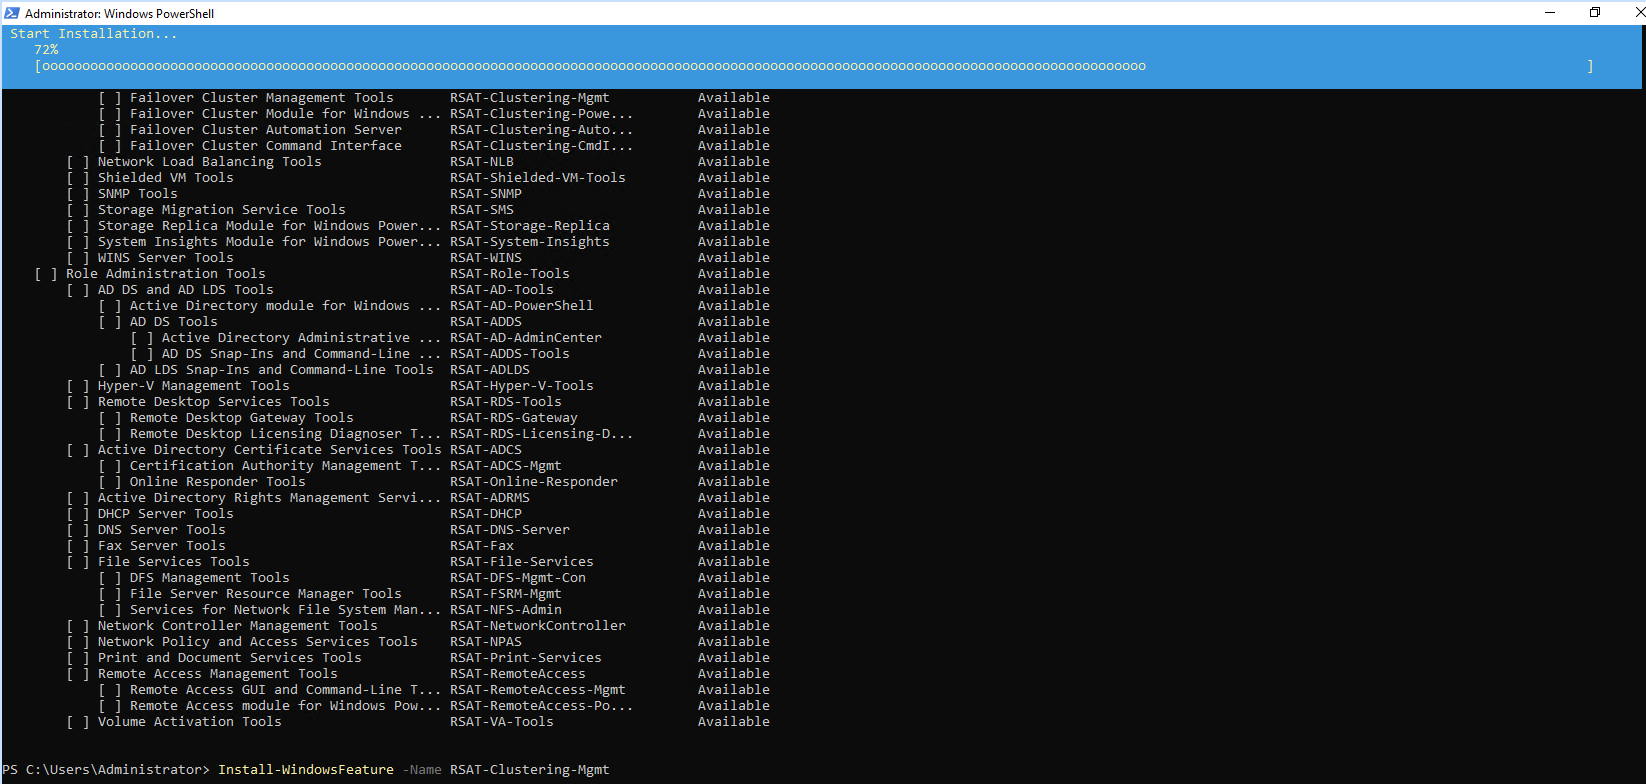 Administrator: Windows PowerShell
Start Installation...
72%
[oooooooooooooooooooooooooooooooooooooooooooooooooooooooooooooooooooooooooooooooooooooooooooooooooooooooooooooooooooooooooooooooooooooooooo ]
[ ] Failover Cluster Management Tools RSAT-Clustering-Mgmt Available
[ ] Failover Cluster Module for Windows ... RSAT-Clustering-Powe... Available
[ ] Failover Cluster Automation Server RSAT-Clustering-Auto... Available
[ ] Failover Cluster Command Interface RSAT-Clustering-CmdI... Available
[ ] Network Load Balancing Tools RSAT-NLB Available
[ ] Shielded VM Tools RSAT-Shielded-VM-Tools Available
[ ] SNMP Tools RSAT-SNMP Available
[ ] Storage Migration Service Tools RSAT-SMS Available
[ ] Storage Replica Module for Windows Power... RSAT-Storage-Replica Available
[ ] System Insights Module for Windows Power... RSAT-System-Insights Available
[ ] WINS Server Tools RSAT-WINS Available
[ ] Role Administration Tools RSAT-Role-Tools Available
[ ] AD DS and AD LDS Tools RSAT-AD-Tools Available
[ ] Active Directory module for Windows ... RSAT-AD-PowerShell Available
[ ] AD DS Tools RSAT-ADDS Available
[ ] Active Directory Administrative ... RSAT-AD-AdminCenter Available
[ ] AD DS Snap-Ins and Command-Line ... RSAT-ADDS-Tools Available
[ ] AD LDS Snap-Ins and Command-Line Tools RSAT-ADLDS Available
[ ] Hyper-V Management Tools RSAT-Hyper-V-Tools Available
[ ] Remote Desktop Services Tools RSAT-RDS-Tools Available
[ ] Remote Desktop Gateway Tools RSAT-RDS-Gateway Available
[ ] Remote Desktop Licensing Diagnoser T... RSAT-RDS-Licensing-D... Available
[ ] Active Directory Certificate Services Tools RSAT-ADCS Available
[ ] Certification Authority Management T... RSAT-ADCS-Mgmt Available
[ ] Online Responder Tools RSAT-Online-Responder Available
[ ] Active Directory Rights Management Servi... RSAT-ADRMS Available
[ ] DHCP Server Tools RSAT-DHCP Available
[ ] DNS Server Tools RSAT-DNS-Server Available
[ ] Fax Server Tools RSAT-Fax Available
[ ] File Services Tools RSAT-File-Services Available
[ ] DFS Management Tools RSAT-DFS-Mgmt-Con Available
[ ] File Server Resource Manager Tools RSAT-FSRM-Mgmt Available
[ ] Services for Network File System Man... RSAT-NFS-Admin Available
[ ] Network Controller Management Tools RSAT-NetworkController Available
[ ] Network Policy and Access Services Tools RSAT-NPAS Available
[ ] Print and Document Services Tools RSAT-Print-Services Available
[ ] Remote Access Management Tools RSAT-RemoteAccess Available
[ ] Remote Access GUI and Command-Line T... RSAT-RemoteAccess-Mgmt Available
[ ] Remote Access module for Windows Pow... RSAT-RemoteAccess-Po... Available
[ ] Volume Activation Tools RSAT-VA-Tools Available
PS C:\Users\Administrator> Install-WindowsFeature -Name RSAT-Clustering-Mgmt